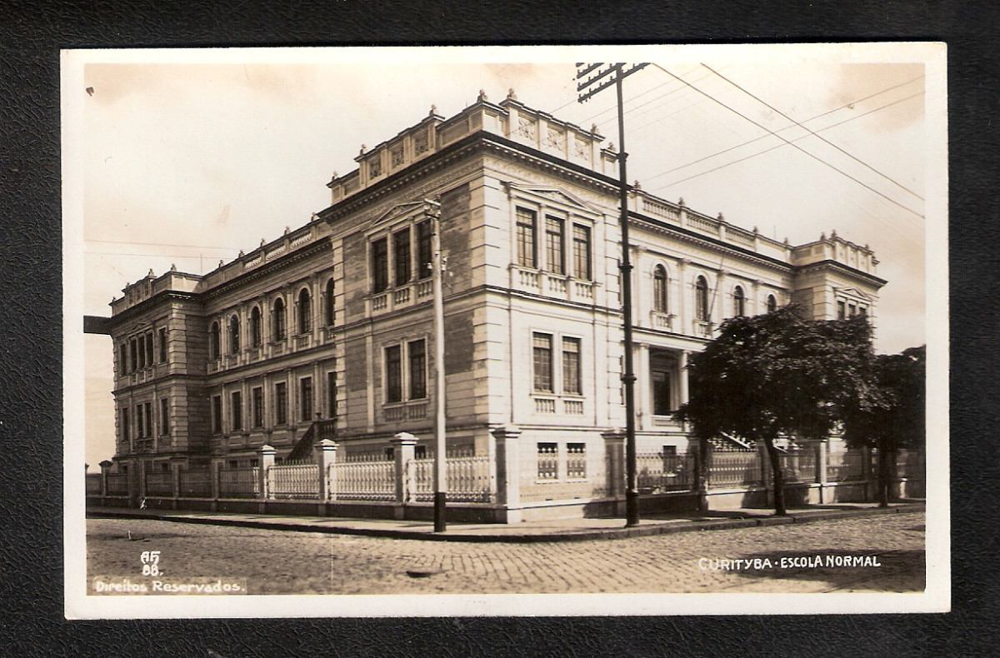 AH
88.
Direitos Reservados.
CURITYBA · ESCOLA NORMAL